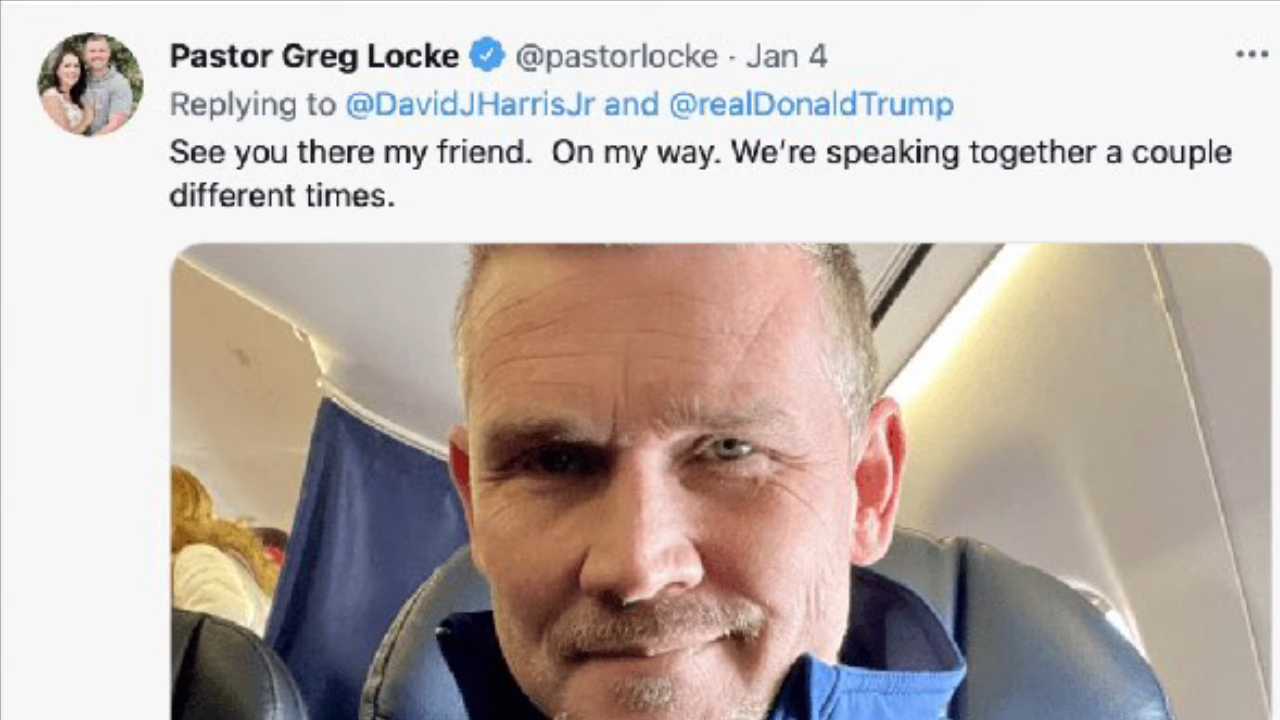 Pastor Greg Locke @pastorlocke · Jan 4
Replying to @DavidJHarrisJr and @realDonaldTrump
See you there my friend.  On my way. We're speaking together a couple
different times.